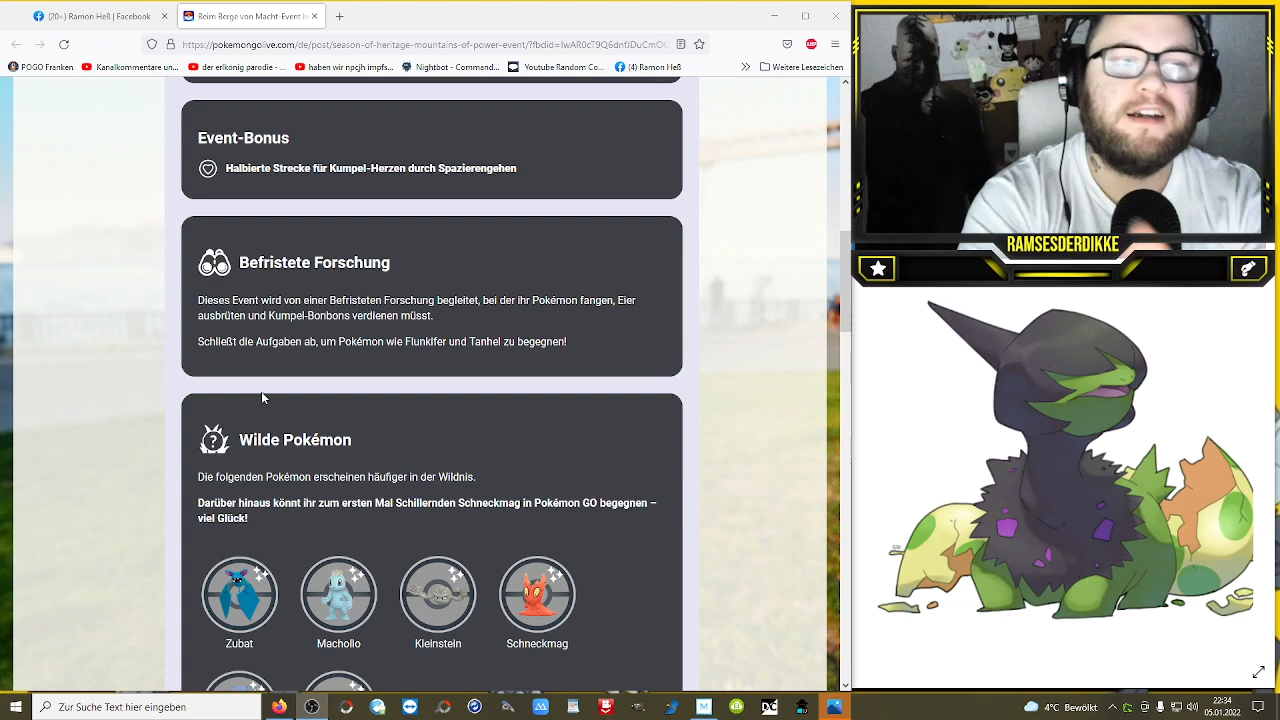 (20+) Ramon Heß | Facebook
Beim Berge von Macht-Event in
https://pokemongolive.com/de/post/season-of-heritage-mountains-of-power-event/?fbclid=IwAR0cTQ
POGO Franken
Rondallkommentare un...
der erlkönig parodie - ...
Traben wir npjoh impfs...
Shinxbot - Command...
Youtube Random Co...
(4) Ramon Heß
Weitere Lesezeichen
Event-Bonus
Halbierte Strecke für Kumpel-Herzen durch Spazierengehen
Befristete Forschung
Dieses Event wird von einer Befristeten Forschung begleitet, bei der ihr Pokémon fangen, Eier
ausbrüten und Kumpel-Bonbons verdienen müsst.
Schließt die Aufgaben ab, um Pokémon wie Flunkifer und Tanhel zu begegnen!
Wilde Pokémon
Die folgenden Pokémon erscheinen häufiger in der Wildnis.
Darüber hinaus könnt ihr zum ersten Mal Schillernden Schneckmag in Pokémon GO begegnen –
viel Glück!
Zubat
Machollo
Kleinstein
Schneckmag
RAMSESDERDIKKE
Zur Suche Text hier eingeben
4°C
22:34
05.01.2022